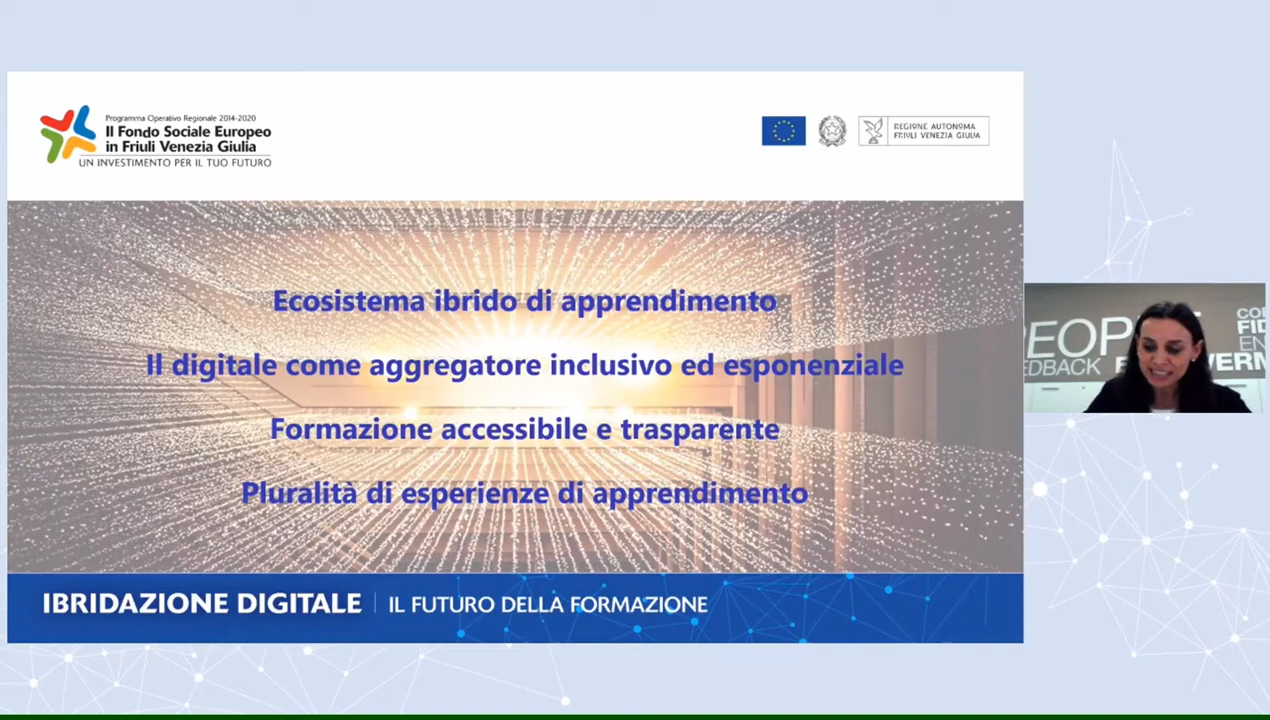 Programma Operativo Regionale 2014-2020
Il Fondo Sociale Europeo
in Friuli Venezia Giulia
UN INVESTIMENTO PER IL TUO FUTURO
REGIONE AUTONOMA
FRIULI VENEZIA GIULIA
Ecosistema ibrido di apprendimento
Il digitale come aggregatore inclusivo ed esponenziale
Formazione accessibile e trasparente
Pluralità di esperienze di apprendimento
IBRIDAZIONE DIGITALE | IL FUTURO DELLA FORMAZIONE